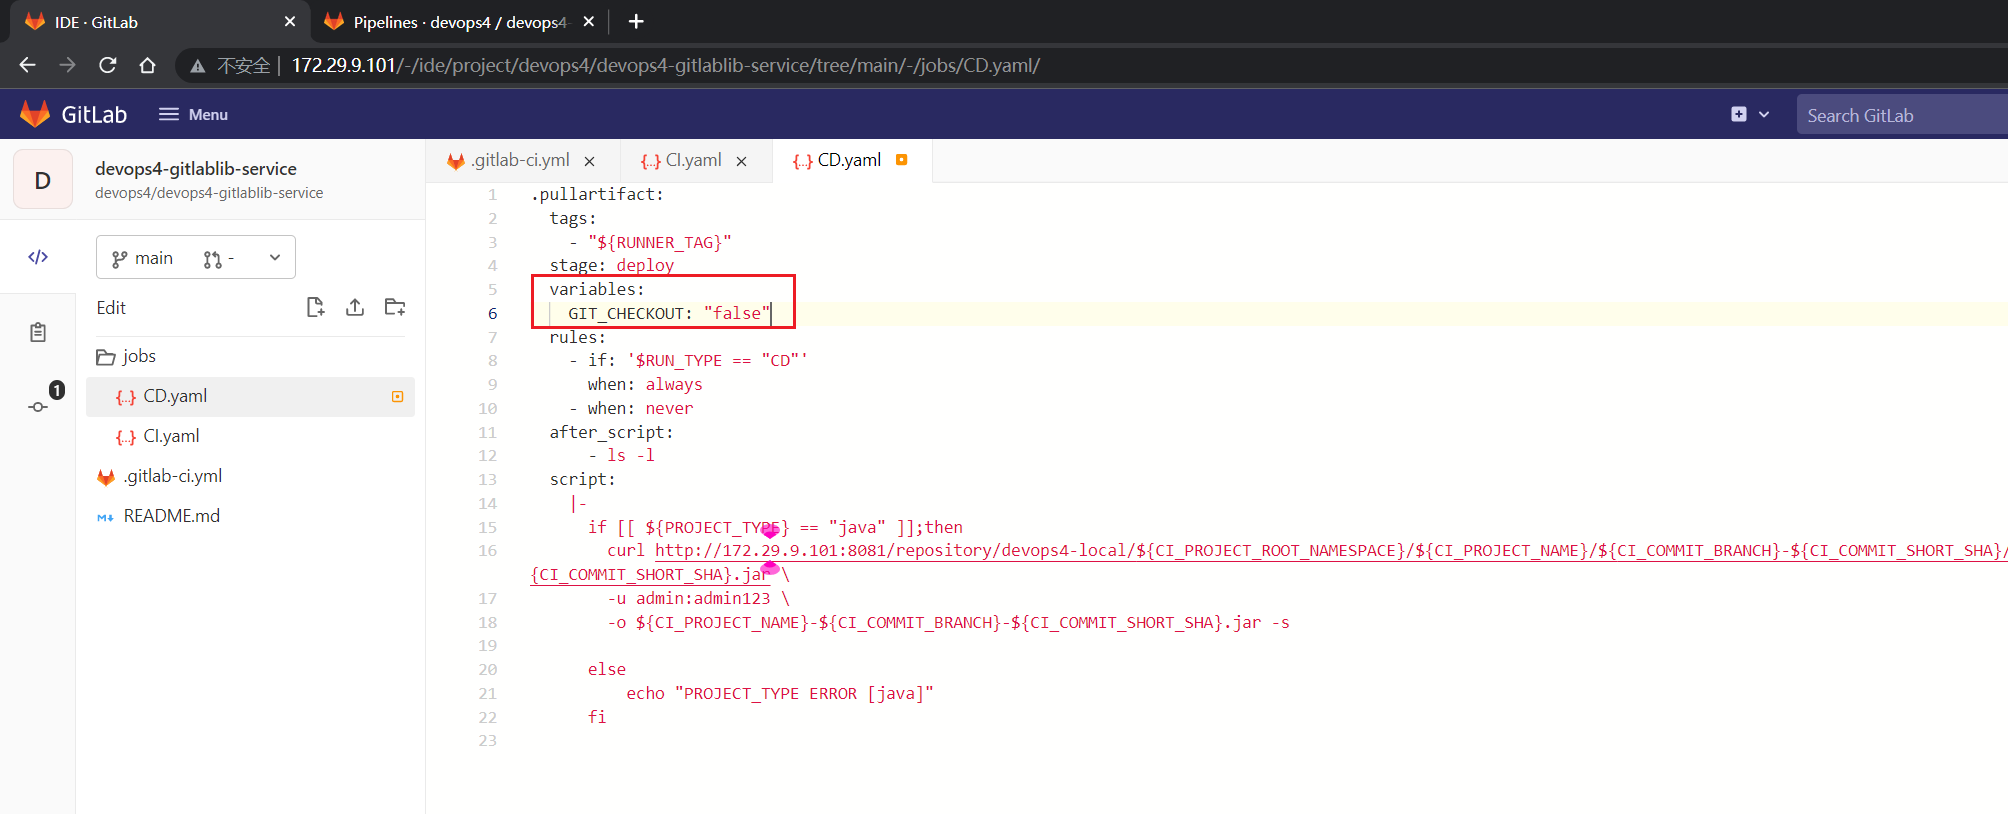 IDE · GitLab
Pipelines · devops4 / devops4-
不安全 | 172.29.9.101/-/ide/project/devops4/devops4-gitlablib-service/tree/main/-/jobs/CD.yaml/
GitLab Menu Search GitLab
D devops4-gitlablib-service
devops4/devops4-gitlablib-service
main -
Edit
1
jobs
CD.yaml
CI.yaml
.gitlab-ci.yml
README.md
.gitlab-ci.yml CI.yaml CD.yaml
1 .pullartifact:
2   tags:
3     - "${RUNNER_TAG}"
4   stage: deploy
5   variables:
6     GIT_CHECKOUT: "false"
7   rules:
8     - if: '$RUN_TYPE == "CD"'
9       when: always
10     - when: never
11   after_script:
12       - ls -l
13   script:
14     |-
15       if [[ ${PROJECT_TYPE} == "java" ]];then
16         curl http://172.29.9.101:8081/repository/devops4-local/${CI_PROJECT_ROOT_NAMESPACE}/${CI_PROJECT_NAME}/${CI_COMMIT_BRANCH}-${CI_COMMIT_SHORT_SHA}/
{CI_COMMIT_SHORT_SHA}.jar \
17         -u admin:admin123 \
18         -o ${CI_PROJECT_NAME}-${CI_COMMIT_BRANCH}-${CI_COMMIT_SHORT_SHA}.jar -s
19
20       else
21           echo "PROJECT_TYPE ERROR [java]"
22       fi
23